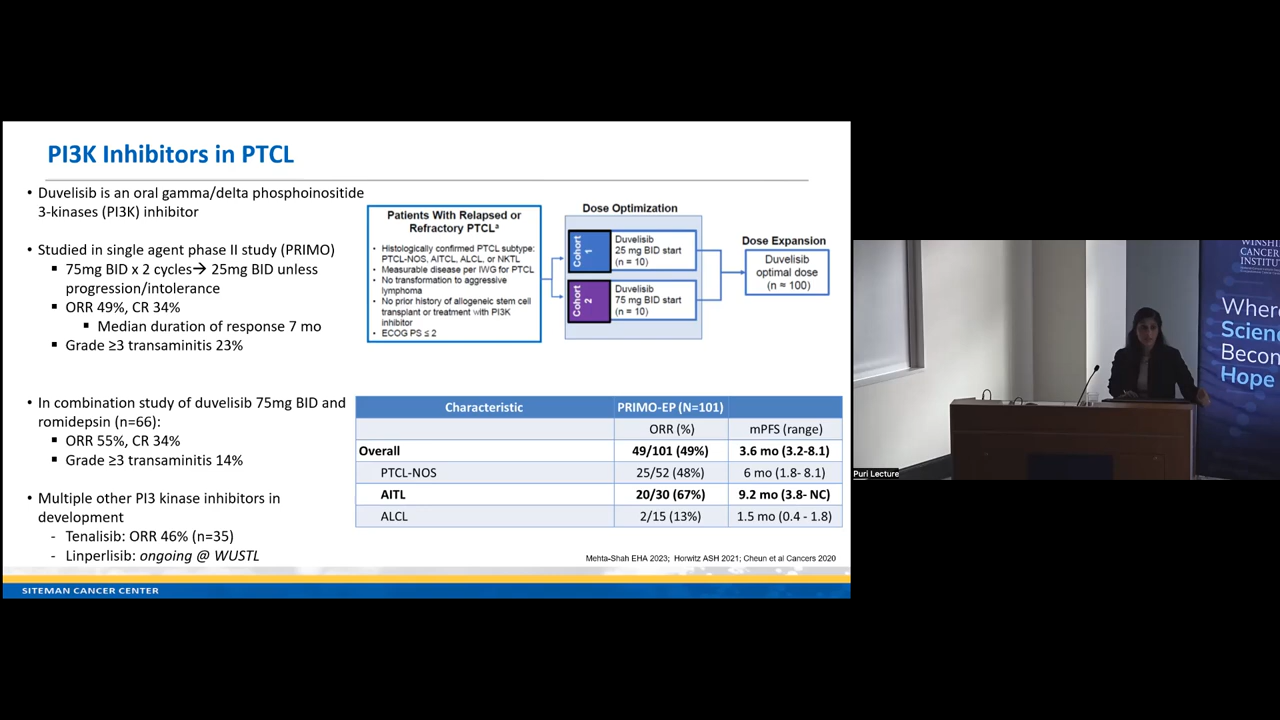 PI3K Inhibitors in PTCL
• Duvelisib is an oral gamma/delta phosphoinositide
3-kinases (PI3K) inhibitor
• Studied in single agent phase II study (PRIMO)
▪ 75mg BID x 2 cycles→ 25mg BID unless
progression/intolerance
▪ ORR 49%, CR 34%
• Median duration of response 7 mo
▪ Grade ≥3 transaminitis 23%
• In combination study of duvelisib 75mg BID and
romidepsin (n=66):
▪ ORR 55%, CR 34%
▪ Grade ≥3 transaminitis 14%
• Multiple other PI3 kinase inhibitors in
development
- Tenalisib: ORR 46% (n=35)
- Linperlisib: ongoing @ WUSTL
Patients With Relapsed or
Refractory PTCLª
• Histologically confirmed PTCL subtype:
PTCL-NOS, AITCL, ALCL, or NKTL
• Measurable disease per IWG for PTCL
• No transformation to aggressive
lymphoma
• No prior history of allogeneic stem cell
transplant or treatment with PI3K
inhibitor
• ECOG PS ≤ 2
Dose Optimization
Cohort
1
Duvelisib
25 mg BID start
(n = 10)
Cohort
2
Duvelisib
75 mg BID start
(n = 10)
Dose Expansion
Duvelisib
optimal dose
(n ≈ 100)
Characteristic PRIMO-EP (N=101)
ORR (%) mPFS (range)
Overall 49/101 (49%) 3.6 mo (3.2-8.1)
PTCL-NOS 25/52 (48%) 6 mo (1.8- 8.1)
AITL 20/30 (67%) 9.2 mo (3.8- NC)
ALCL 2/15 (13%) 1.5 mo (0.4 - 1.8)
Mehta-Shah EHA 2023; Horwitz ASH 2021; Cheun et al Cancers 2020
SITEMAN CANCER CENTER
WINSHI
CANCER
INSTITU
Where
Scien
Becom
Hope
Puri Lecture